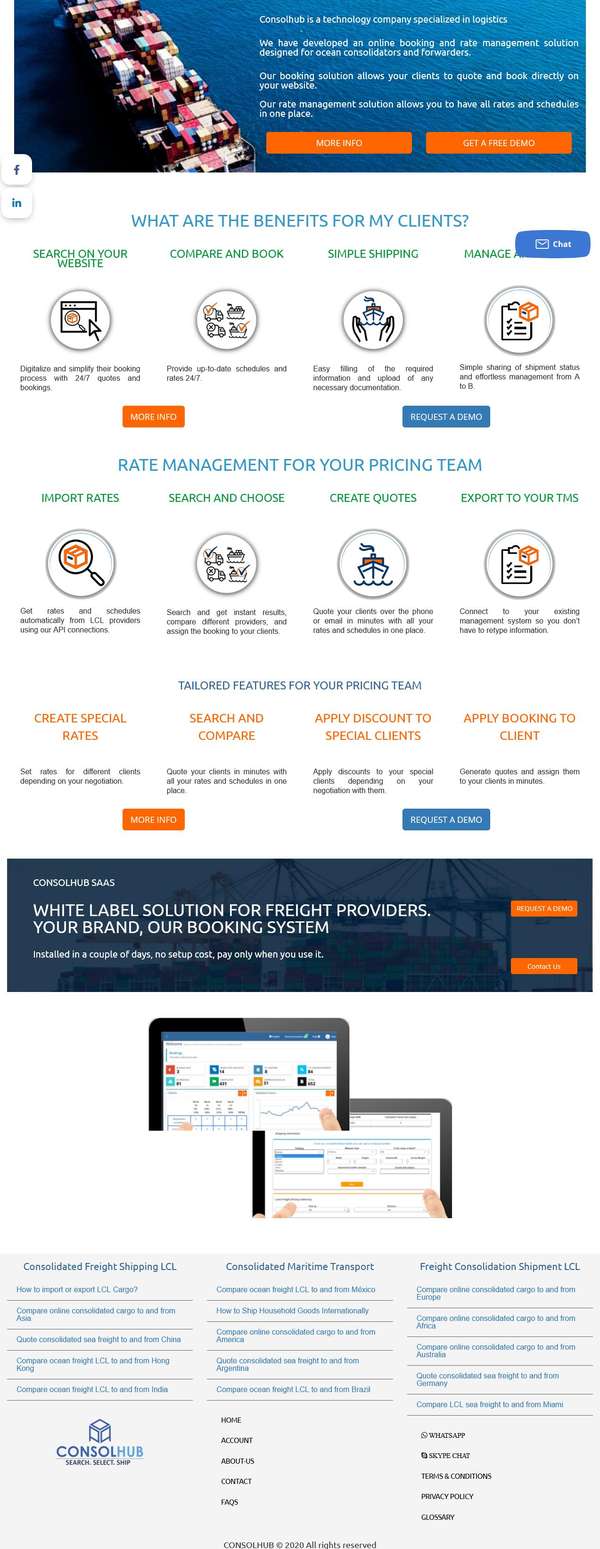 Consolhub is a technology company specialized in logistics
We have developed an online booking and rate management solution
designed for ocean consolidators and forwarders.
Our booking solution allows your clients to quote and book directly on
your website.
Our rate management solution allows you to have all rates and schedules
in one place.
MORE INFO
GET A FREE DEMO
WHAT ARE THE BENEFITS FOR MY CLIENTS?
Chat
SEARCH ON YOUR
WEBSITE
COMPARE AND BOOK
SIMPLE SHIPPING
MANAGE
Digitalize and simplify their booking
process with 24/7 quotes and
bookings.
Provide up-to-date schedules and
rates 24/7.
Easy filling of the required
information and upload of any
necessary documentation.
Simple sharing of shipment status
and effortless management from A
to B.
MORE INFO
REQUEST A DEMO
RATE MANAGEMENT FOR YOUR PRICING TEAM
IMPORT RATES
SEARCH AND CHOOSE
CREATE QUOTES
EXPORT TO YOUR TMS
Get rates and schedules
automatically from LCL providers
using our API connections.
Search and get instant results,
compare different providers, and
assign the booking to your clients.
Quote your clients over the phone
or email in minutes with all your
rates and schedules in one place.
Connect to your existing
management system so you don't
have to retype information.
TAILORED FEATURES FOR YOUR PRICING TEAM
CREATE SPECIAL
RATES
SEARCH AND
COMPARE
APPLY DISCOUNT TO
SPECIAL CLIENTS
APPLY BOOKING TO
CLIENT
Set rates for different clients
depending on your negotiation.
Quote your clients in minutes with
all your rates and schedules in one
place.
Apply discounts to your special
clients depending on your
negotiation with them.
Generate quotes and assign them
to your clients in minutes.
MORE INFO
REQUEST A DEMO
CONSOLHUB SAAS
WHITE LABEL SOLUTION FOR FREIGHT PROVIDERS.
YOUR BRAND, OUR BOOKING SYSTEM
Installed in a couple of days, no setup cost, pay only when you use it.
REQUEST A DEMO
Contact Us
Consolidated Freight Shipping LCL
How to import or export LCL Cargo?
Compare online consolidated cargo to and from
Asia
Quote consolidated sea freight to and from China
Compare ocean freight LCL to and from Hong
Kong
Compare ocean freight LCL to and from India
Consolidated Maritime Transport
Compare ocean freight LCL to and from México
How to Ship Household Goods Internationally
Compare online consolidated cargo to and from
America
Quote consolidated sea freight to and from
Argentina
Compare ocean freight LCL to and from Brazil
Freight Consolidation Shipment LCL
Compare online consolidated cargo to and from
Europe
Compare online consolidated cargo to and from
Africa
Compare online consolidated cargo to and from
Australia
Quote consolidated sea freight to and from
Germany
Compare LCL sea freight to and from Miami
CONSOLHUB
SEARCH. SELECT. SHIP
HOME
ACCOUNT
ABOUT-US
CONTACT
FAQS
WHATSAPP
SKYPE CHAT
TERMS & CONDITIONS
PRIVACY POLICY
GLOSSARY
CONSOLHUB © 2020 All rights reserved